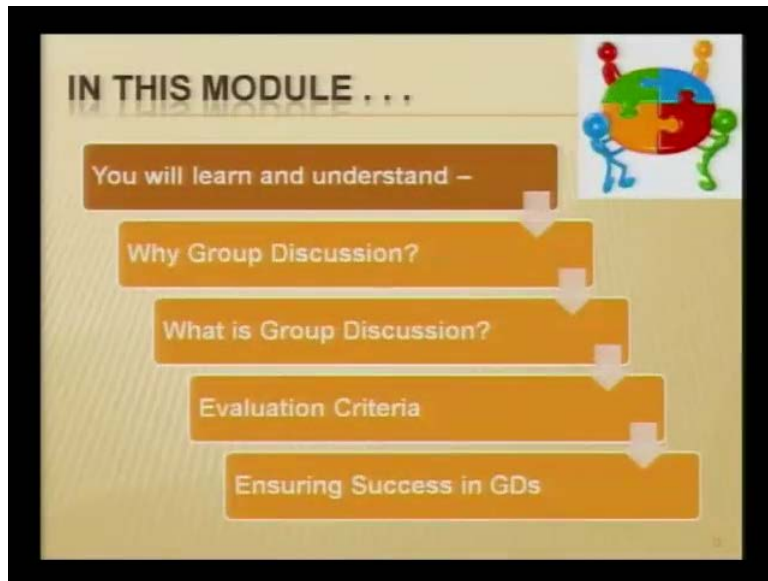 IN THIS MODULE . . .
You will learn and understand –
Why Group Discussion?
What is Group Discussion?
Evaluation Criteria
Ensuring Success in GDs